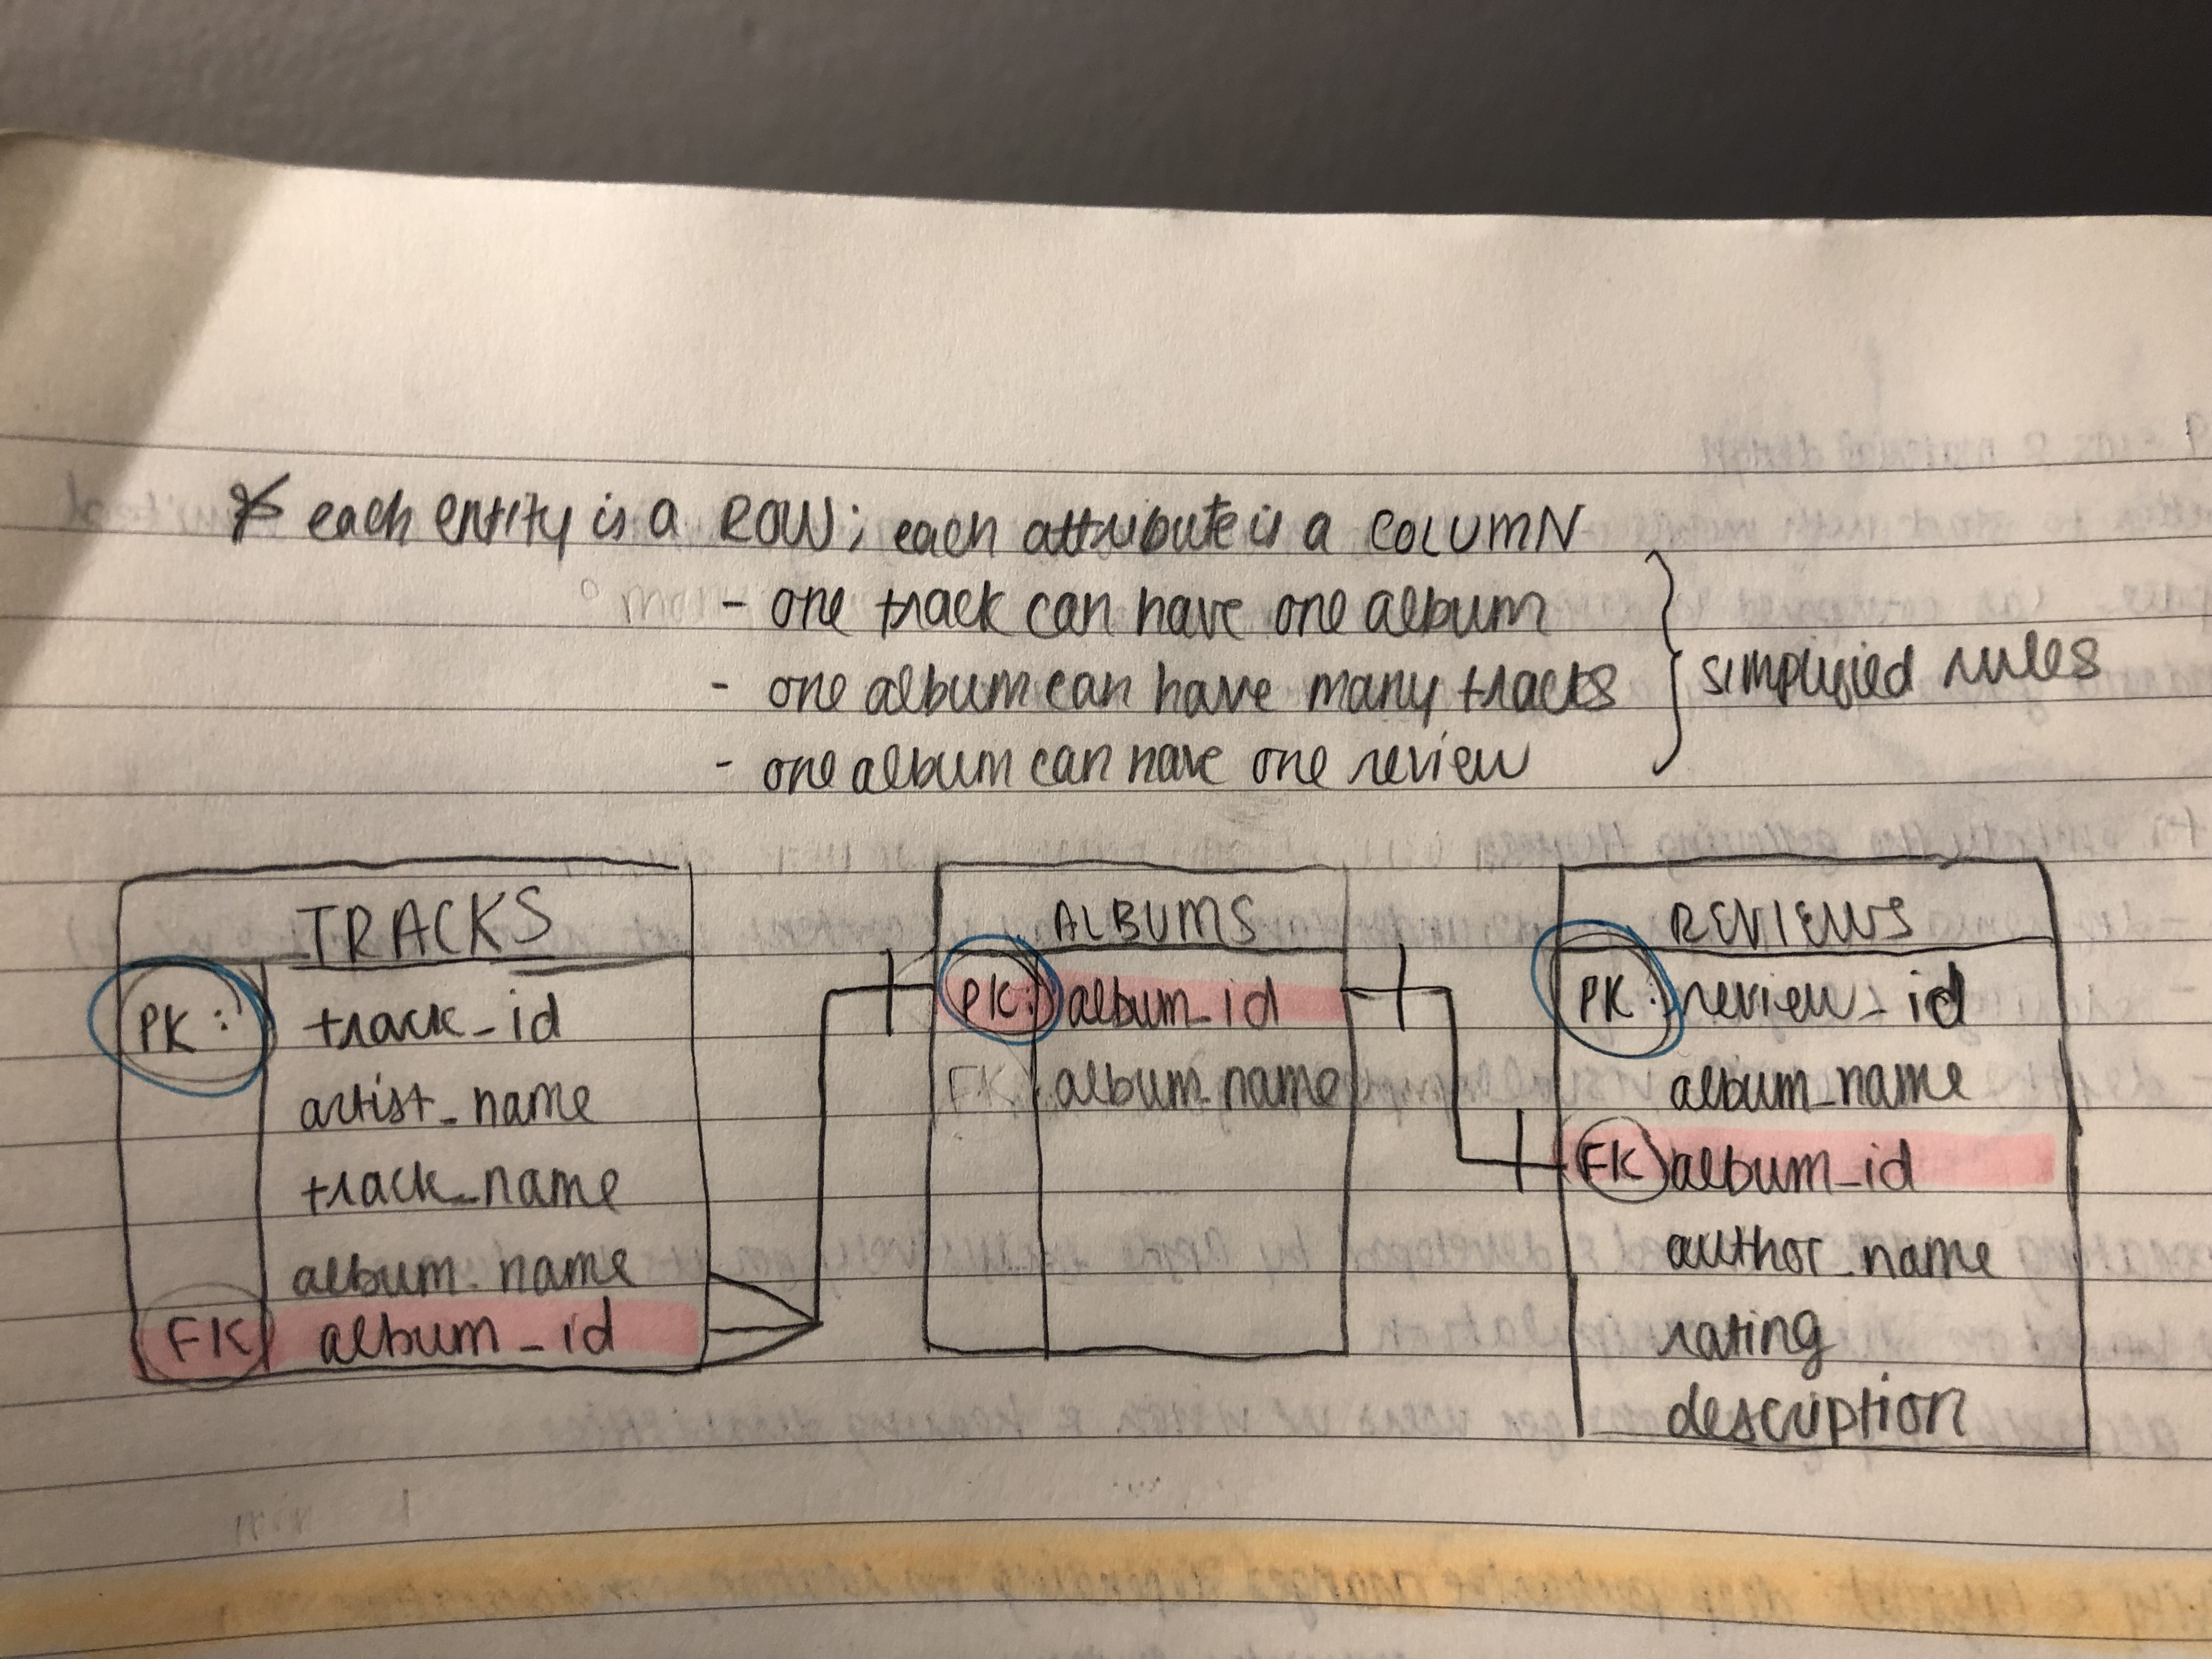 * each entity is a ROW; each attribute is a COLUMN
- one track can have one album
- one album can have many tracks
- one album can have one review
simplified rules
TRACKS
PK: track_id
artist_name
track_name
album_name
FK album_id
ALBUMS
PK: album_id
FK: album_name
REVIEWS
PK: review_id
album_name
FK album_id
author_name
rating
description